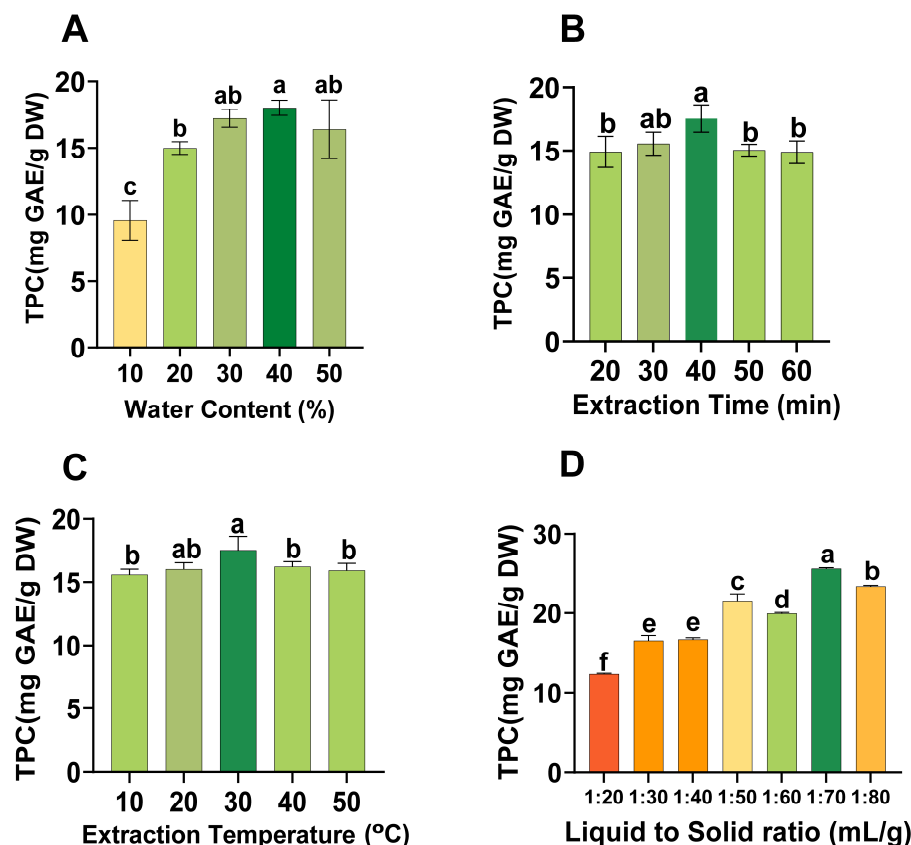 A
TPC(mg GAE/g DW)
20
15
10
5
0
c
b
ab
a
ab
10 20 30 40 50
Water Content (%)
B
TPC(mg GAE/g DW)
20
15
10
5
0
b
ab
a
b
b
20 30 40 50 60
Extraction Time (min)
C
TPC(mg GAE/g DW)
20
15
10
5
0
b
ab
a
b
b
10 20 30 40 50
Extraction Temperature (ºC)
D
TPC(mg GAE/g DW)
30
20
10
0
f
e
e
c
d
a
b
1:20 1:30 1:40 1:50 1:60 1:70 1:80
Liquid to Solid ratio (mL/g)